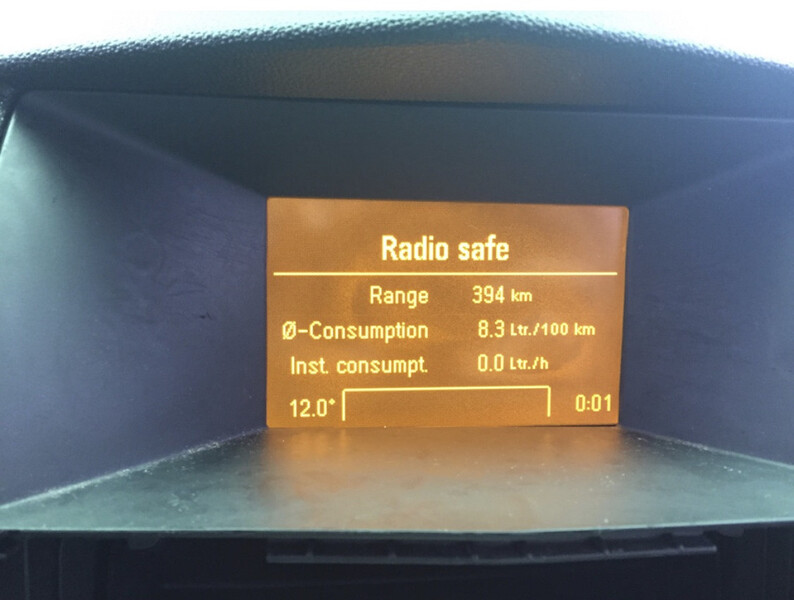 Radio safe
Range 394 km
Ø-Consumption 8.3 Ltr./100 km
Inst. consumpt. 0.0 Ltr./h
12.0° 0:01